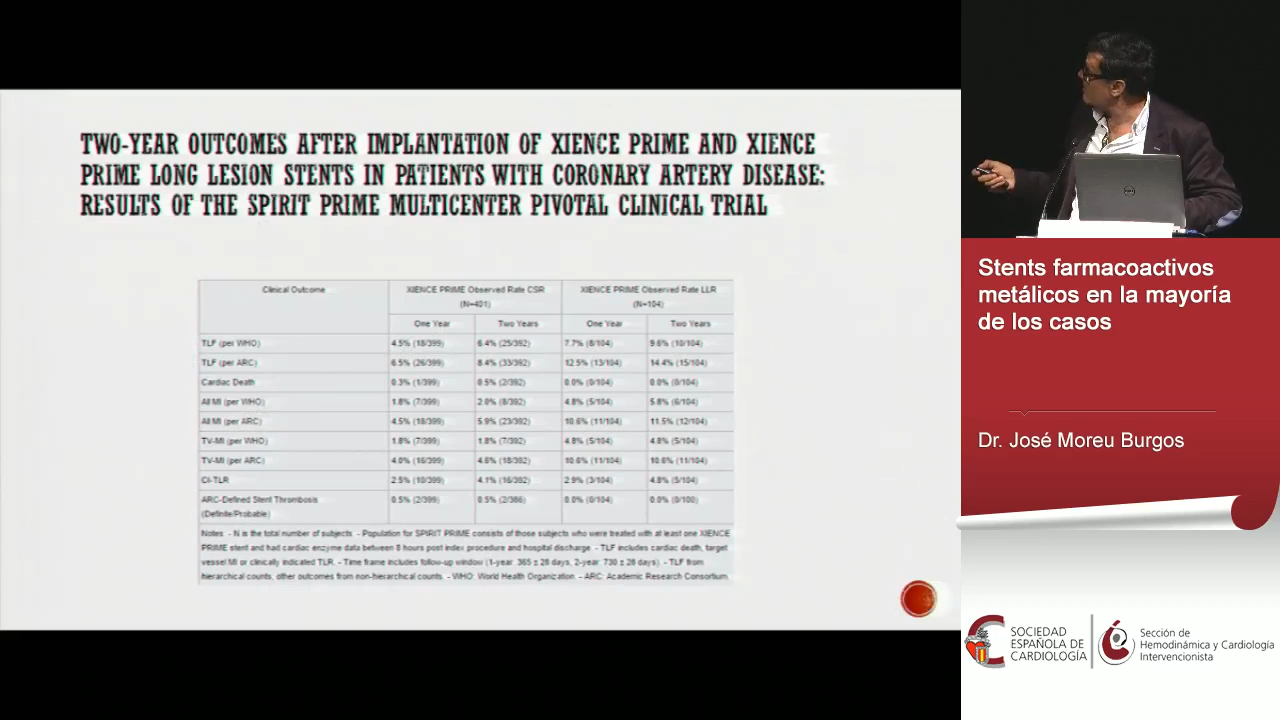 TWO-YEAR OUTCOMES AFTER IMPLANTATION OF XIENCE PRIME AND XIENCE
PRIME LONG LESION STENTS IN PATIENTS WITH CORONARY ARTERY DISEASE:
RESULTS OF THE SPIRIT PRIME MULTICENTER PIVOTAL CLINICAL TRIAL
Clinical Outcome XIENCE PRIME Observed Rate CSR XIENCE PRIME Observed Rate LLR
(N=401) (N=104)
One Year Two Years One Year Two Years
TLF (per WHO) 4.5% (18/399) 6.4% (25/392) 7.7% (8/104) 9.6% (10/104)
TLF (per ARC) 6.5% (26/399) 8.4% (33/392) 12.5% (13/104) 14.4% (15/104)
Cardiac Death 0.3% (1/399) 0.5% (2/392) 0.0% (0/104) 0.0% (0/104)
All MI (per WHO) 1.8% (7/399) 2.0% (8/392) 4.8% (5/104) 5.8% (6/104)
All MI (per ARC) 4.5% (18/399) 5.9% (23/392) 10.6% (11/104) 11.5% (12/104)
TV-MI (per WHO) 1.8% (7/399) 1.8% (7/392) 4.8% (5/104) 4.8% (5/104)
TV-MI (per ARC) 4.0% (16/399) 4.6% (18/392) 10.6% (11/104) 10.6% (11/104)
CI-TLR 2.5% (10/399) 4.1% (16/392) 2.9% (3/104) 4.8% (5/104)
ARC-Defined Stent Thrombosis 0.5% (2/399) 0.5% (2/386) 0.0% (0/104) 0.0% (0/100)
(Definite/Probable)
Notes: - N is the total number of subjects. - Population for SPIRIT PRIME consists of those subjects who were treated with at least one XIENCE
PRIME stent and had cardiac enzyme data between 8 hours post index procedure and hospital discharge. - TLF includes cardiac death, target
vessel MI or clinically indicated TLR. - Time frame includes follow-up window (1-year: 365 ± 28 days, 2-year: 730 ± 28 days). - TLF from
hierarchical counts, other outcomes from non-hierarchical counts. - WHO: World Health Organization. - ARC: Academic Research Consortium.
DELL
Stents farmacoactivos
metálicos en la mayoría
de los casos
Dr. José Moreu Burgos
SOCIEDAD
ESPAÑOLA DE
CARDIOLOGÍA
Sección de
Hemodinámica y Cardiología
Intervencionista